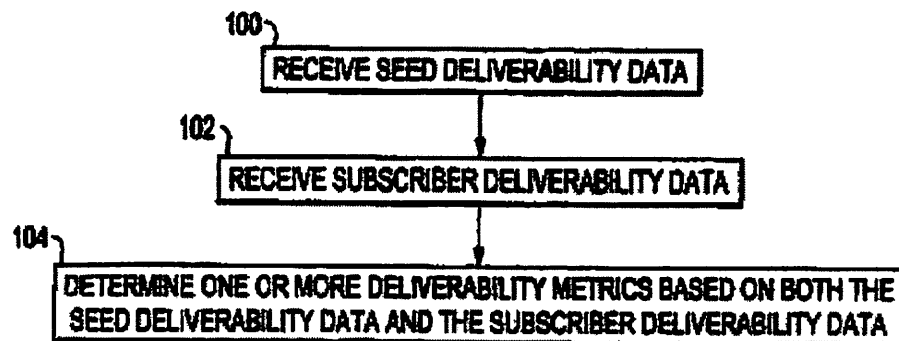 100
RECEIVE SEED DELIVERABILITY DATA
102
RECEIVE SUBSCRIBER DELIVERABILITY DATA
104
DETERMINE ONE OR MORE DELIVERABILITY METRICS BASED ON BOTH THE
SEED DELIVERABILITY DATA AND THE SUBSCRIBER DELIVERABILITY DATA